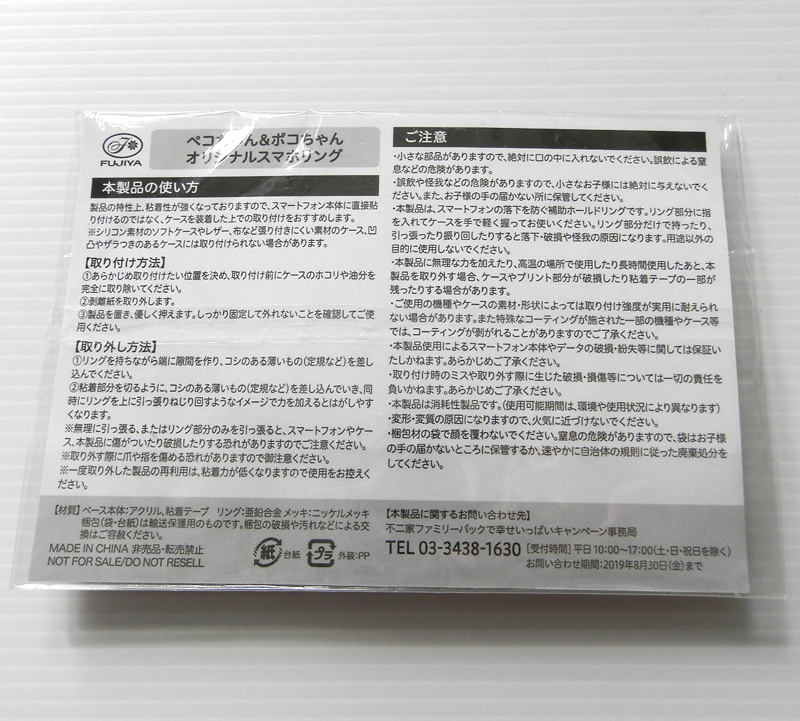 FUJIYA
ペコちゃん&ポコちゃん
オリジナルスマホリング
本製品の使い方
製品の特性上、粘着性が強くなっておりますので、スマートフォン本体に直接貼
り付けるのではなく、ケースを装着した上での取り付けをおすすめします。
※シリコン素材のソフトケースやレザー、布など張り付きにくい素材のケース、凹
凸やザラつきのあるケースには取り付けられない場合があります。
【取り付け方法】
①あらかじめ取り付けたい位置を決め、取り付け前にケースのホコリや油分を
完全に取り除いてください。
②剥離紙を取り外します。
③製品を置き、優しく押えます。しっかり固定して外れないことを確認してご使
用ください。
【取り外し方法】
①リングを持ちながら端に隙間を作り、コシのある薄いもの(定規など)を差し
込んでください。
②粘着部分を切るように、コシのある薄いもの(定規など)を差し込んでいき、同
時にリングを上に引っ張りねじり回すようなイメージで力を加えるとはがしやす
くなります。
※無理に引っ張る、またはリング部分のみを引っ張ると、スマートフォンやケー
ス、本製品に傷がついたり破損したりする恐れがありますのでご注意ください。
※取り外す際に爪や指を傷める恐れがありますので御注意ください。
※一度取り外した製品の再利用は、粘着力が低くなりますので使用をお控えく
ださい。
ご注意
・小さな部品がありますので、絶対に口の中に入れないでください。誤飲による窒
息などの危険があります。
・誤飲や怪我などの危険がありますので、小さなお子様には絶対に与えないでく
ださい。また、お子様の手の届かない所に保管してください。
・本製品は、スマートフォンの落下を防ぐ補助ホールドリングです。リング部分に指
を入れてケースを手で軽く握ってお使いください。リング部分だけで持ったり、
引っ張ったり振り回したりすると落下・破損や怪我の原因になります。用途以外の
目的に使用しないでください。
・本製品に無理な力を加えたり、高温の場所で使用したり長時間使用したあと、本
製品を取り外す場合、ケースやプリント部分が破損したり粘着テープの一部が
残ったりする場合があります。
・ご使用の機種やケースの素材・形状によっては取り付け強度が実用に耐えられ
ない場合があります。また特殊なコーティングが施された一部の機種やケース等
では、コーティングが剥がれることがありますのでご了承ください。
・本製品使用によるスマートフォン本体やデータの破損・紛失等に関しては保証い
たしかねます。あらかじめご了承ください。
・取り付け時のミスや取り外す際に生じた破損・損傷等については一切の責任を
負いかねます。あらかじめご了承ください。
・本製品は消耗性製品です。(使用可能期間は、環境や使用状況により異なります)
・変形・変質の原因になりますので、火気に近づけないでください。
・梱包材の袋で顔を覆わないでください。窒息の危険がありますので、袋はお子様
の手の届かないところに保管するか、速やかに自治体の規則に従った廃棄処分を
してください。
【材質】ベース本体:アクリル、粘着テープ リング:亜鉛合金 メッキ:ニッケルメッキ
梱包(袋・台紙)は輸送保護用のものです。梱包の破損や汚れなどによる交
換はご容赦ください。
MADE IN CHINA 非売品・転売禁止
NOT FOR SALE/DO NOT RESELL
紙 台紙 プラ 外装:PP
【本製品に関するお問い合わせ先】
不二家ファミリーパックで幸せいっぱいキャンペーン事務局
TEL 03-3438-1630 [受付時間] 平日 10:00〜17:00(土・日・祝日を除く)
お問い合わせ期間:2019年8月30日(金)まで